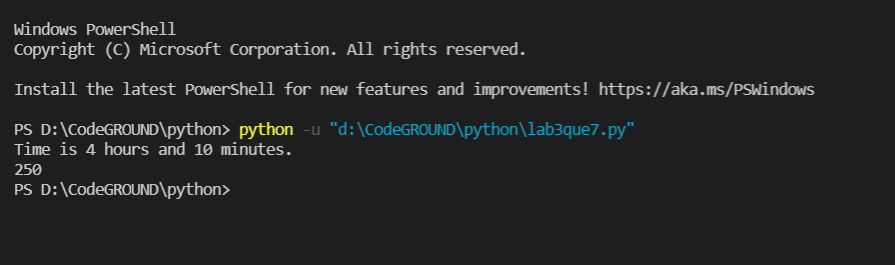 Windows PowerShell
Copyright (C) Microsoft Corporation. All rights reserved.
Install the latest PowerShell for new features and improvements! https://aka.ms/PSWindows
PS D:\CodeGROUND\python> python -u "d:\CodeGROUND\python\lab3que7.py"
Time is 4 hours and 10 minutes.
250
PS D:\CodeGROUND\python>